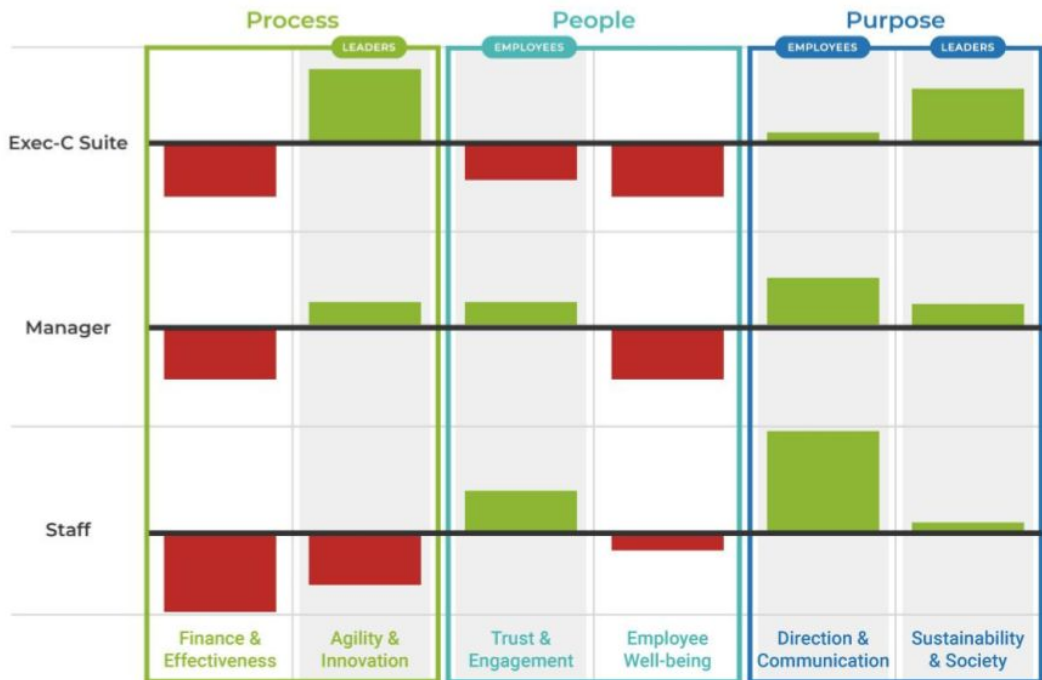 Process People Purpose
LEADERS EMPLOYEES EMPLOYEES LEADERS
Exec-C Suite
Manager
Staff
Finance &
Effectiveness
Agility &
Innovation
Trust &
Engagement
Employee
Well-being
Direction &
Communication
Sustainability
& Society